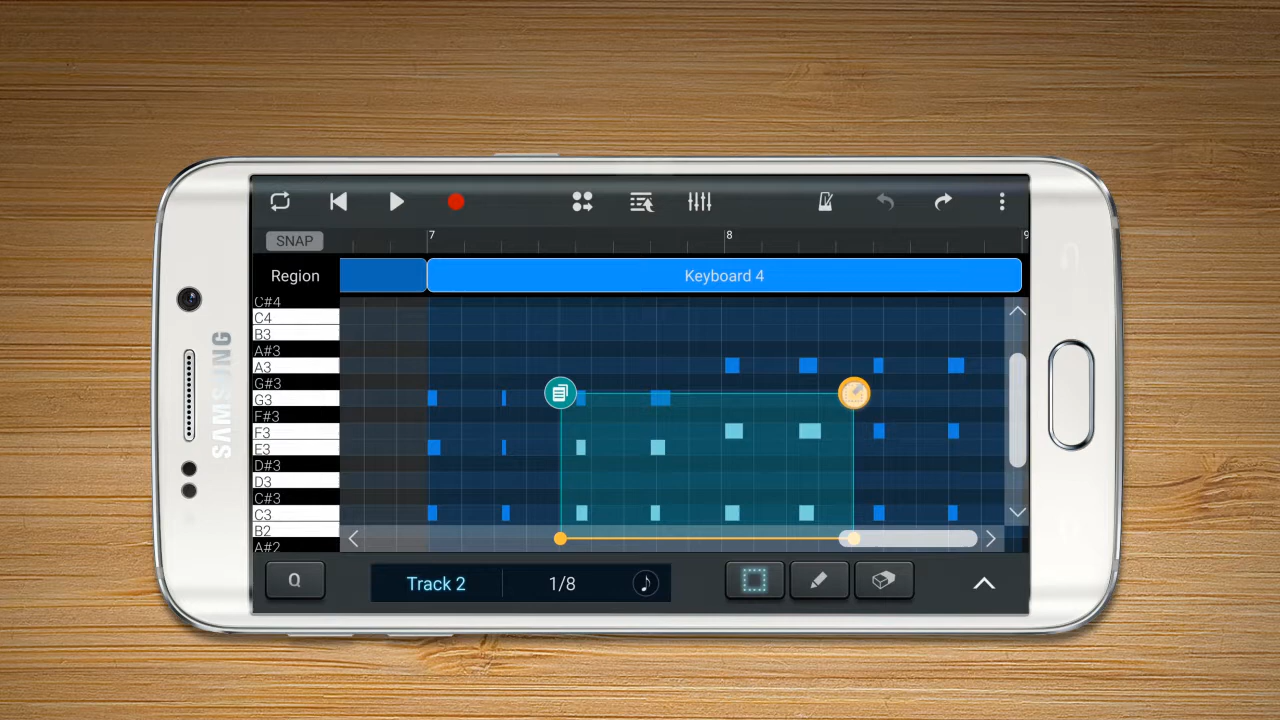 SNAP
7
8
9
Region
Keyboard 4
C#4
C4
B3
A#3
A3
G#3
G3
F#3
F3
E3
D#3
D3
C#3
C3
B2
A#2
Q
Track 2
1/8
SAMSUNG